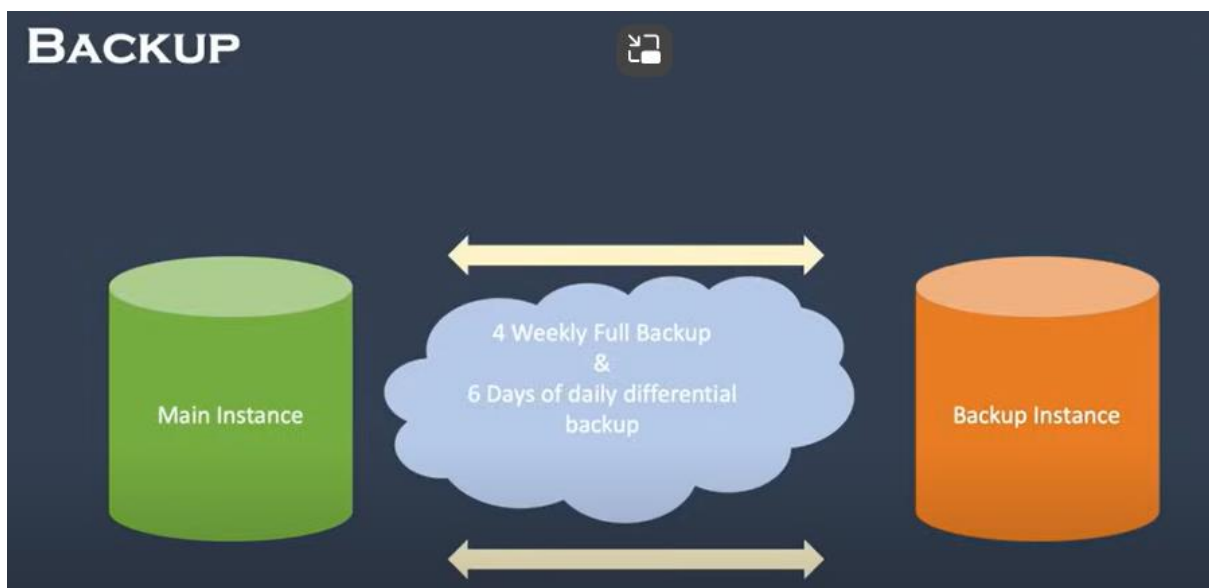 BACKUP
4 Weekly Full Backup
&
6 Days of daily differential
backup
Main Instance
Backup Instance